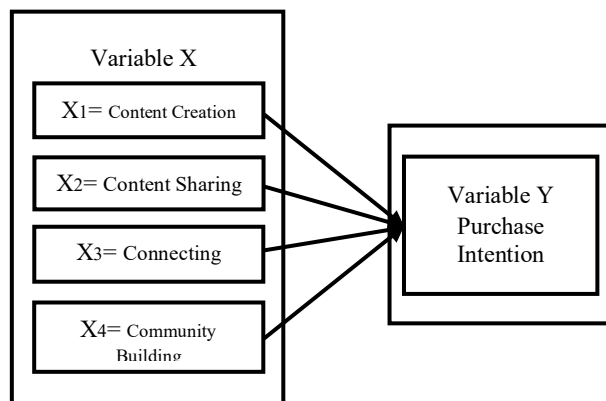 Variable X
X1= Content Creation
X2= Content Sharing
X3= Connecting
X4= Community
Building
Variable Y
Purchase
Intention